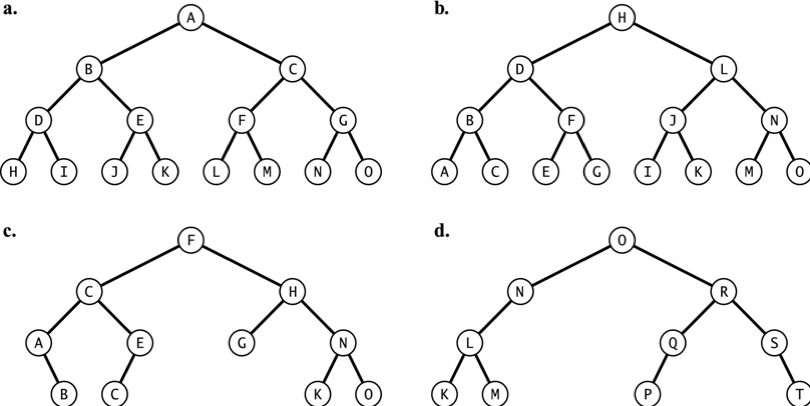 a. A
B C
D E F G
H I J K L M N O
b. H
D L
B F J N
A C E G I K M O
c. F
C H
A E G N
B C K O
d. O
N R
L Q S
K M P T